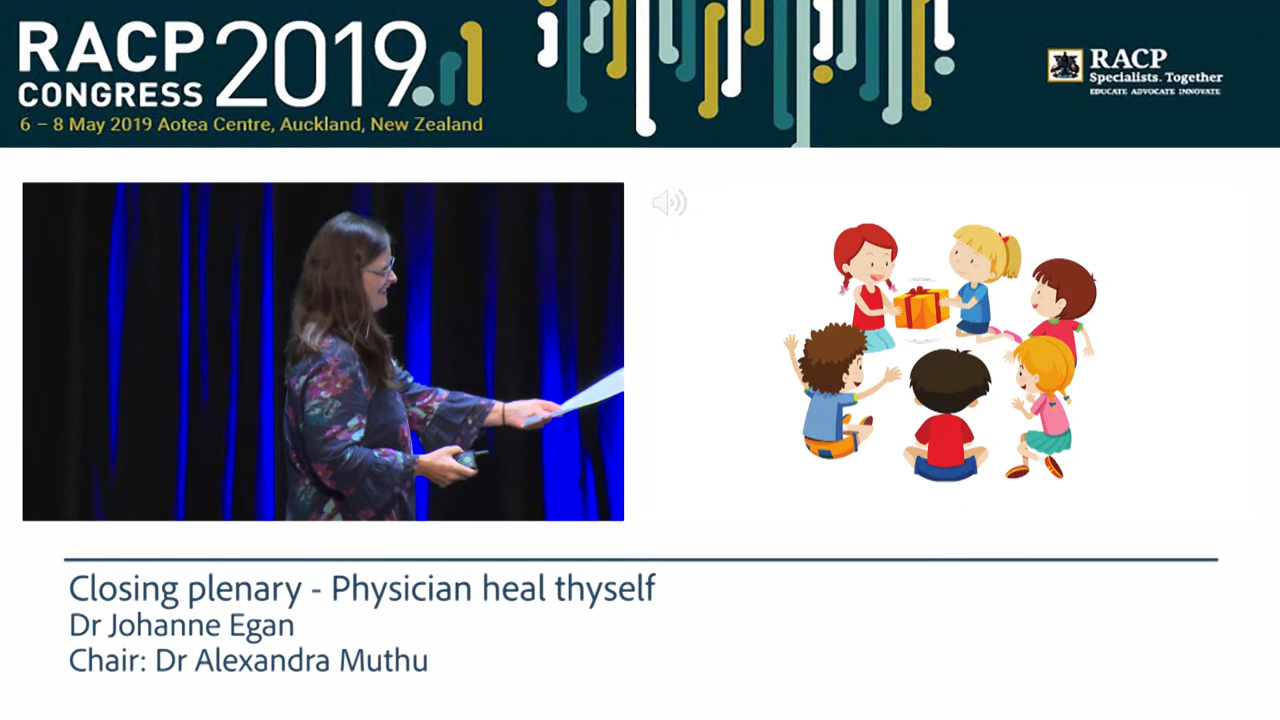 RACP
CONGRESS
2019
6 – 8 May 2019 Aotea Centre, Auckland, New Zealand
RACP
Specialists. Together
EDUCATE ADVOCATE INNOVATE
Closing plenary - Physician heal thyself
Dr Johanne Egan
Chair: Dr Alexandra Muthu